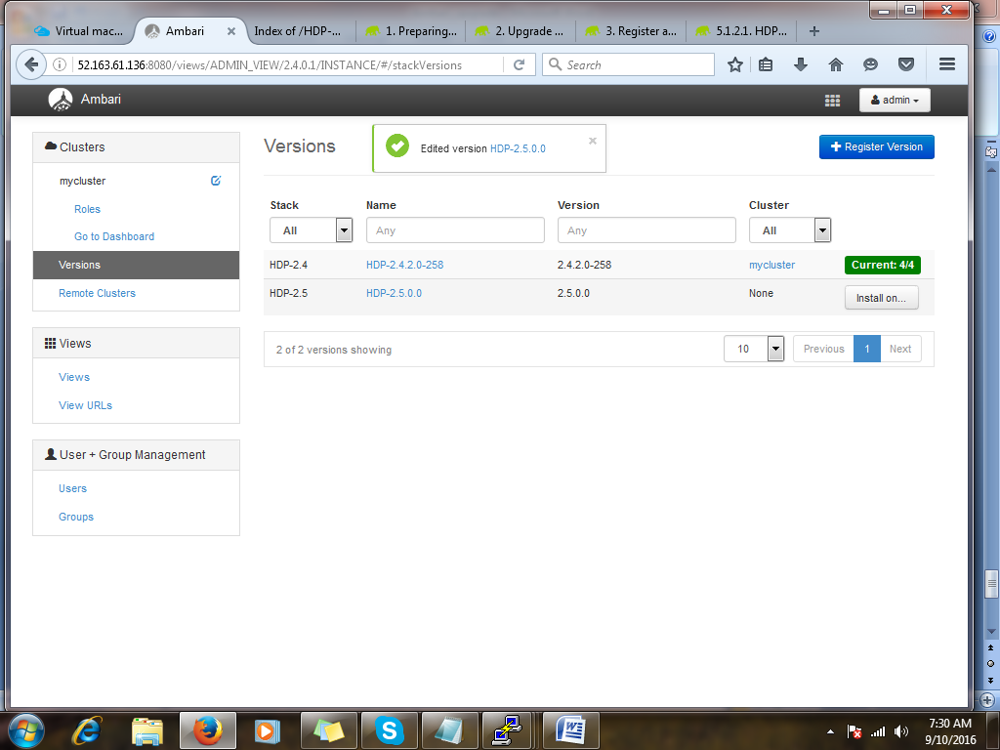 Virtual mac...
Ambari
Index of /HDP-...
1. Preparing...
2. Upgrade ...
3. Register a...
5.1.2.1. HDP...
52.163.61.136:8080/views/ADMIN_VIEW/2.4.0.1/INSTANCE/#/stackVersions
Search
Ambari
admin
Clusters
mycluster
Roles
Go to Dashboard
Versions
Remote Clusters
Views
Views
View URLs
User + Group Management
Users
Groups
Versions
Edited version HDP-2.5.0.0
Register Version
Stack Name Version Cluster
All Any Any All
HDP-2.4 HDP-2.4.2.0-258 2.4.2.0-258 mycluster Current: 4/4
HDP-2.5 HDP-2.5.0.0 2.5.0.0 None Install on...
2 of 2 versions showing 10 Previous 1 Next
7:30 AM
9/10/2016